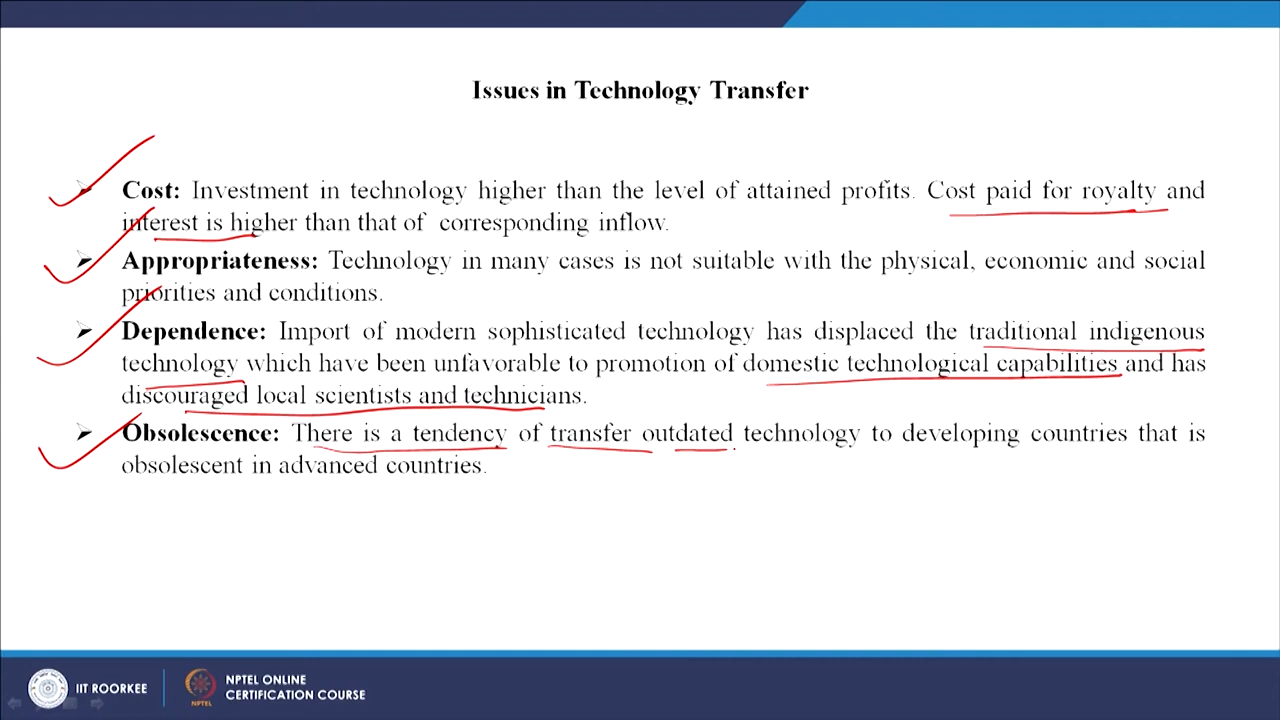 Issues in Technology Transfer
➢ Cost: Investment in technology higher than the level of attained profits. Cost paid for royalty and
interest is higher than that of corresponding inflow.
➢ Appropriateness: Technology in many cases is not suitable with the physical, economic and social
priorities and conditions.
➢ Dependence: Import of modern sophisticated technology has displaced the traditional indigenous
technology which have been unfavorable to promotion of domestic technological capabilities and has
discouraged local scientists and technicians.
➢ Obsolescence: There is a tendency of transfer outdated technology to developing countries that is
obsolescent in advanced countries.
IIT ROORKEE
NPTEL
NPTEL ONLINE
CERTIFICATION COURSE